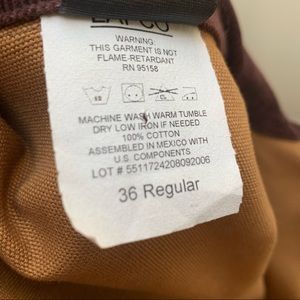 LAPCO
WARNING:
THIS GARMENT IS NOT
FLAME-RETARDANT
RN 95158
MACHINE WASH WARM TUMBLE
DRY LOW IRON IF NEEDED
100% COTTON
ASSEMBLED IN MEXICO WITH
U.S. COMPONENTS
LOT # 5511724208092006
36 Regular